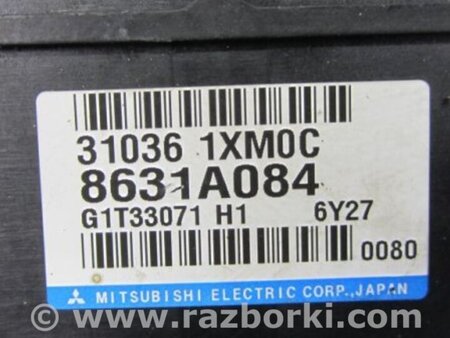 31036 1XM0C
8631A084
G1T33071 H1 6Y27
0080
MITSUBISHI ELECTRIC CORP., JAPAN
© www.razborki.com